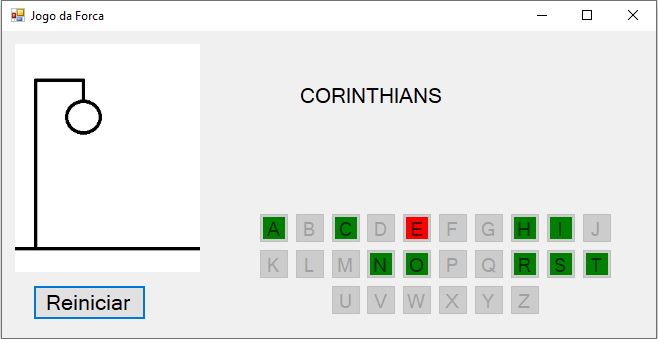 Jogo da Forca
CORINTHIANS
A B C D E F G H I J
K L M N O P Q R S T
U V W X Y Z
Reiniciar